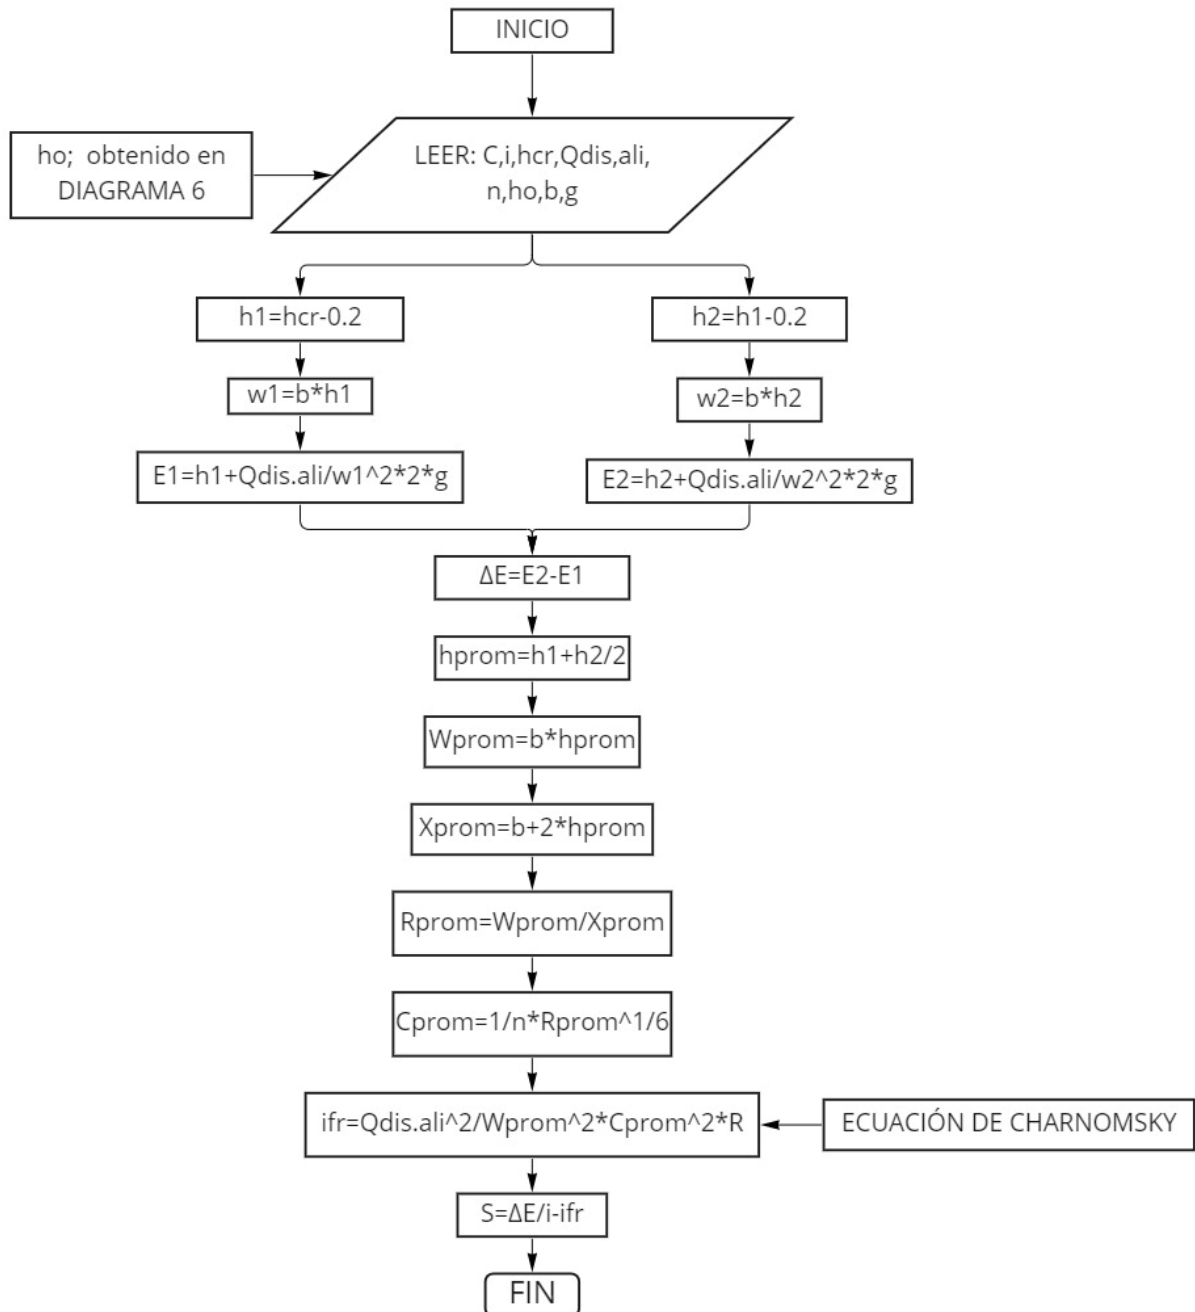 INICIO
ho; obtenido en
DIAGRAMA 6
LEER: C,i,hcr,Qdis,ali,
n,ho,b,g
h1=hcr-0.2
h2=h1-0.2
w1=b*h1
w2=b*h2
E1=h1+Qdis.ali/w1^2*2*g
E2=h2+Qdis.ali/w2^2*2*g
ΔE=E2-E1
hprom=h1+h2/2
Wprom=b*hprom
Xprom=b+2*hprom
Rprom=Wprom/Xprom
Cprom=1/n*Rprom^1/6
ifr=Qdis.ali^2/Wprom^2*Cprom^2*R
ECUACIÓN DE CHARNOMSKY
S=ΔE/i-ifr
FIN